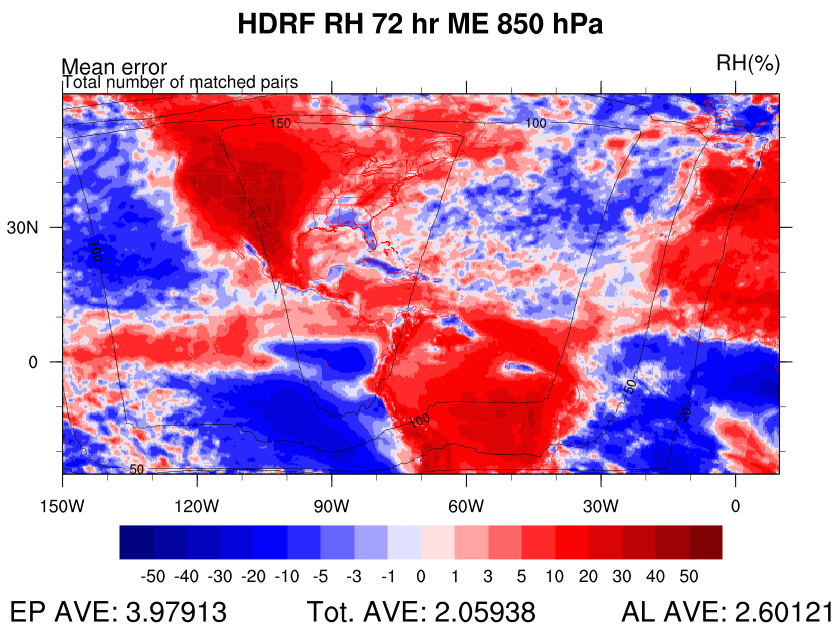 HDRF RH 72 hr ME 850 hPa
Mean error
RH(%)
Total number of matched pairs
150
100
100
30N
0
50
20
100
50
150W 120W 90W 60W 30W 0
-50 -40 -30 -20 -10 -5 -3 -1 0 1 3 5 10 20 30 40 50
EP AVE: 3.97913 Tot. AVE: 2.05938 AL AVE: 2.60121